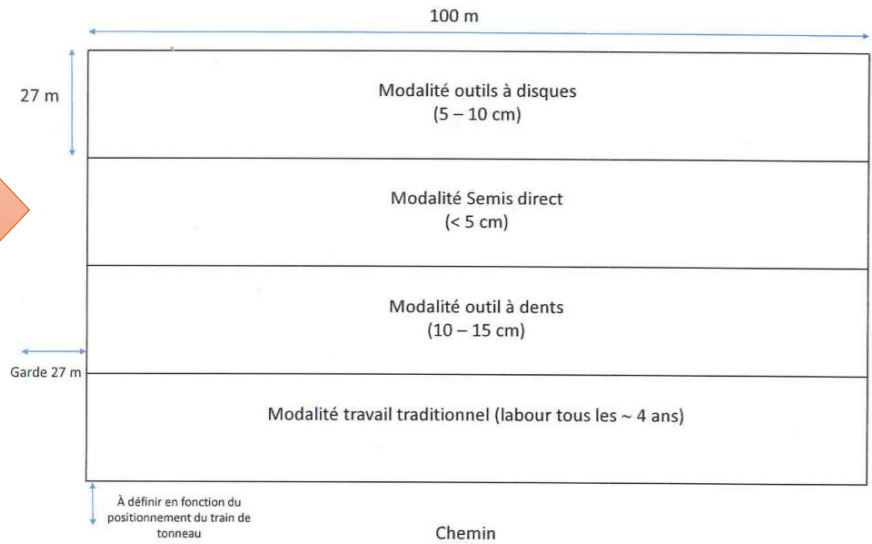 100 m
27 m
Modalité outils à disques
(5 – 10 cm)
Modalité Semis direct
(< 5 cm)
Modalité outil à dents
(10 – 15 cm)
Garde 27 m
Modalité travail traditionnel (labour tous les ~ 4 ans)
À définir en fonction du
positionnement du train de
tonneau
Chemin